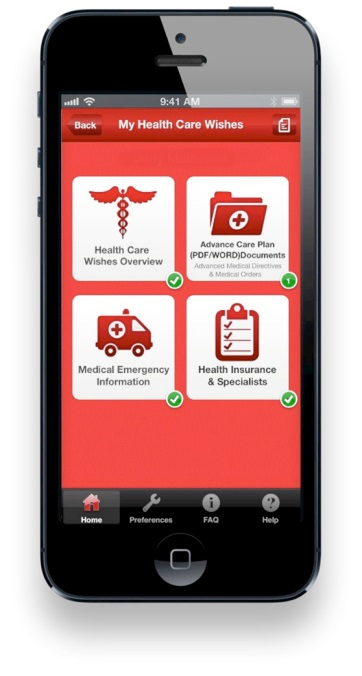 9:41 AM
Back
My Health Care Wishes
Health Care
Wishes Overview
Advance Care Plan
(PDF/WORD)Documents
Advanced Medical Directives
& Medical Orders
1
Medical Emergency
Information
Health Insurance
& Specialists
Home
Preferences
i
FAQ
?
Help